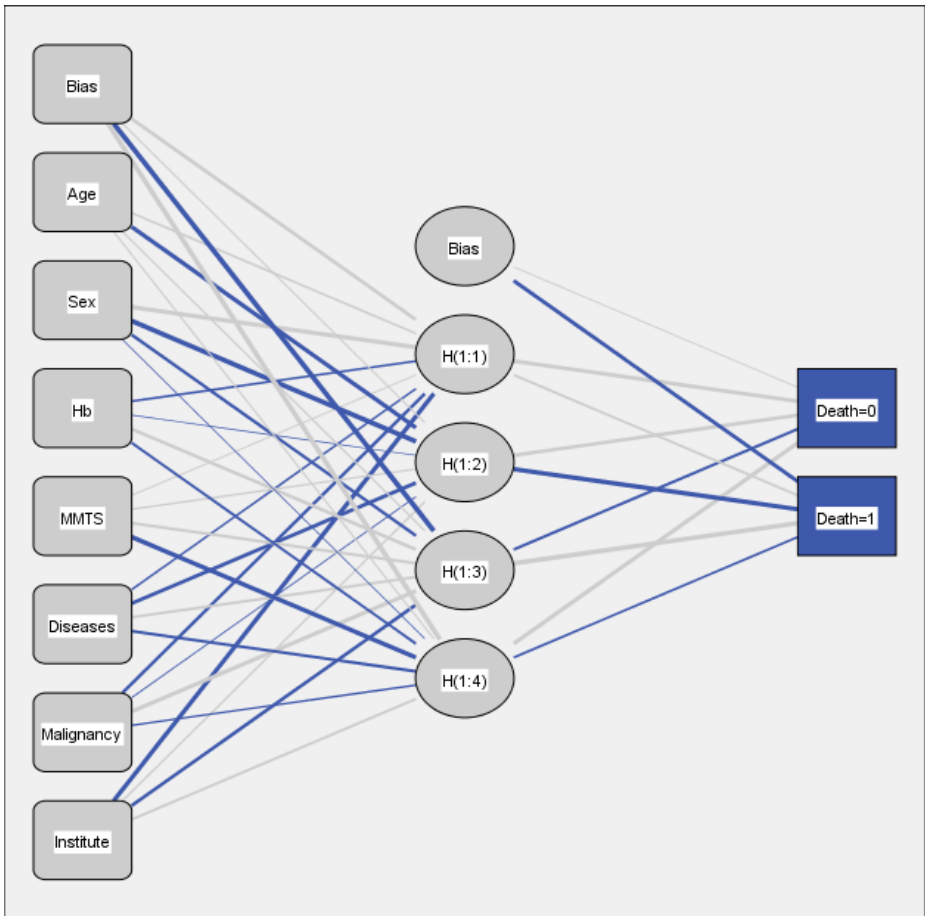 Bias
Age
Sex
Hb
MMTS
Diseases
Malignancy
Institute
Bias
H(1:1)
H(1:2)
H(1:3)
H(1:4)
Death=0
Death=1